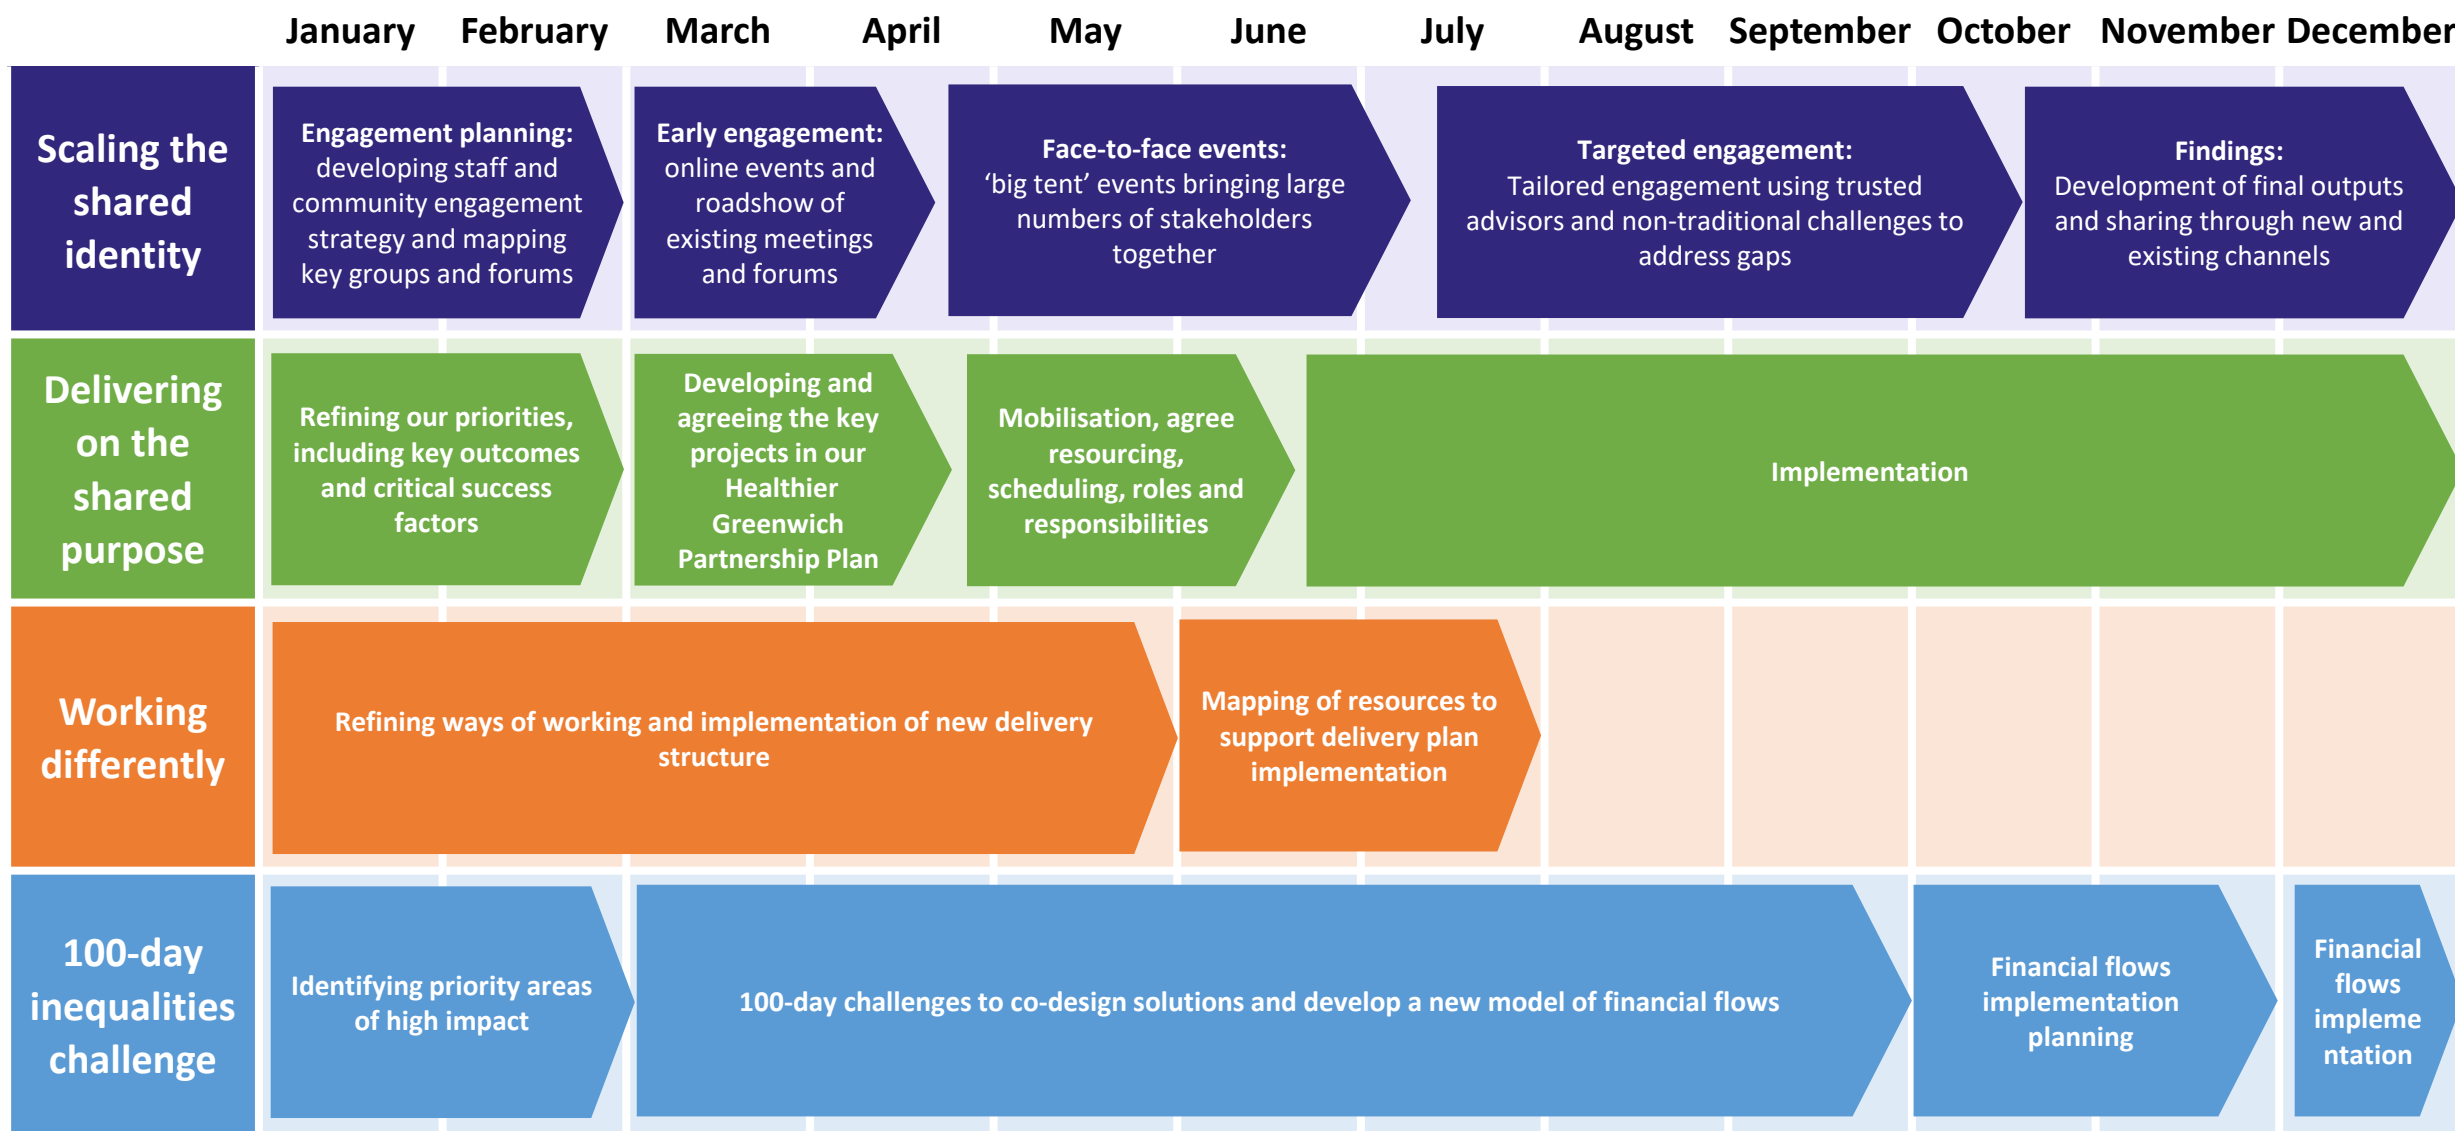 January February March April May June July August September October November December
Scaling the
shared
identity
Engagement planning:
developing staff and
community engagement
strategy and mapping
key groups and forums
Early engagement:
online events and
roadshow of
existing meetings
and forums
Face-to-face events:
‘big tent’ events bringing large
numbers of stakeholders
together
Targeted engagement:
Tailored engagement using trusted
advisors and non-traditional challenges to
address gaps
Findings:
Development of final outputs
and sharing through new and
existing channels
Delivering
on the
shared
purpose
Refining our priorities,
including key outcomes
and critical success
factors
Developing and
agreeing the key
projects in our
Healthier
Greenwich
Partnership Plan
Mobilisation, agree
resourcing,
scheduling, roles and
responsibilities
Implementation
Working
differently
Refining ways of working and implementation of new delivery
structure
Mapping of resources to
support delivery plan
implementation
100-day
inequalities
challenge
Identifying priority areas
of high impact
100-day challenges to co-design solutions and develop a new model of financial flows
Financial flows
implementation
planning
Financial
flows
impleme
ntation